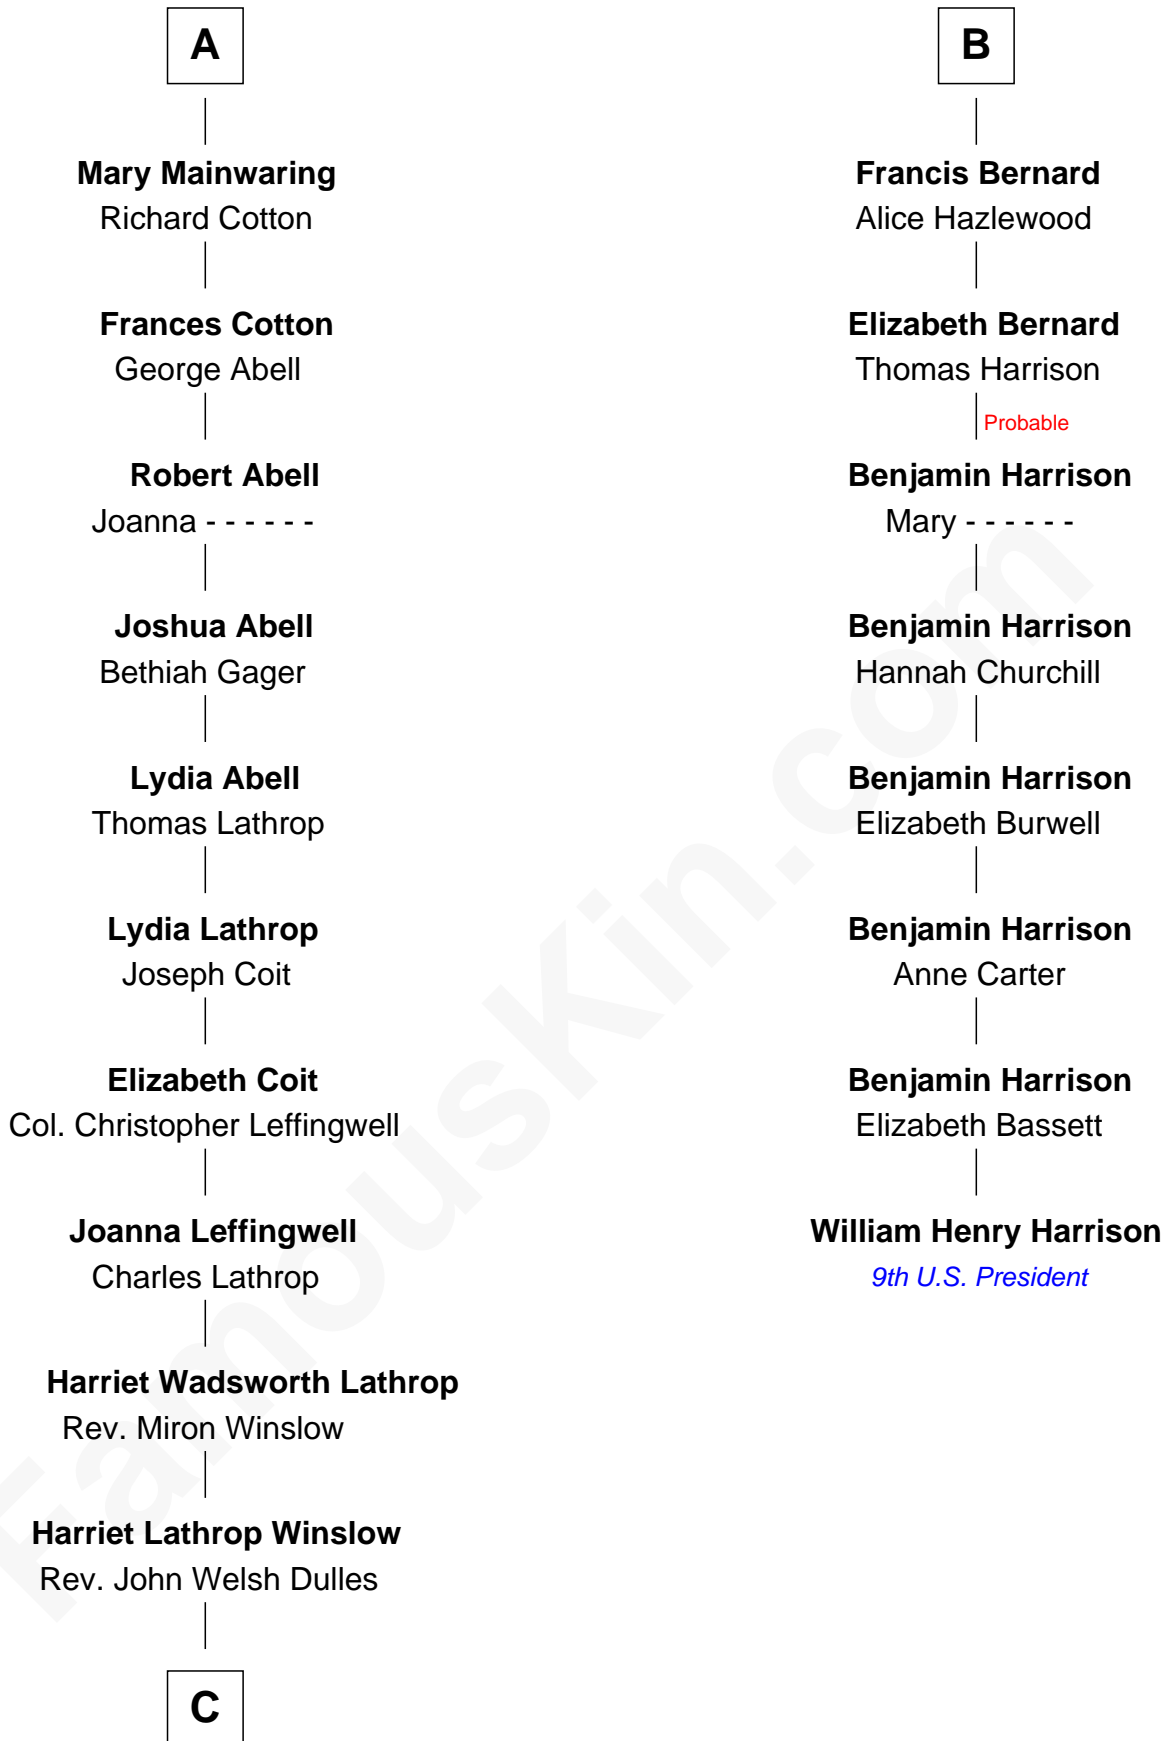 A
Mary Mainwaring
Richard Cotton
Frances Cotton
George Abell
Robert Abell
Joanna - - - - - -
Joshua Abell
Bethiah Gager
Lydia Abell
Thomas Lathrop
Lydia Lathrop
Joseph Coit
Elizabeth Coit
Col. Christopher Leffingwell
Joanna Leffingwell
Charles Lathrop
Harriet Wadsworth Lathrop
Rev. Miron Winslow
Harriet Lathrop Winslow
Rev. John Welsh Dulles
C
B
Francis Bernard
Alice Hazlewood
Elizabeth Bernard
Thomas Harrison
Probable
Benjamin Harrison
Mary - - - - - -
Benjamin Harrison
Hannah Churchill
Benjamin Harrison
Elizabeth Burwell
Benjamin Harrison
Anne Carter
Benjamin Harrison
Elizabeth Bassett
William Henry Harrison
9th U.S. President
FamousKin.com